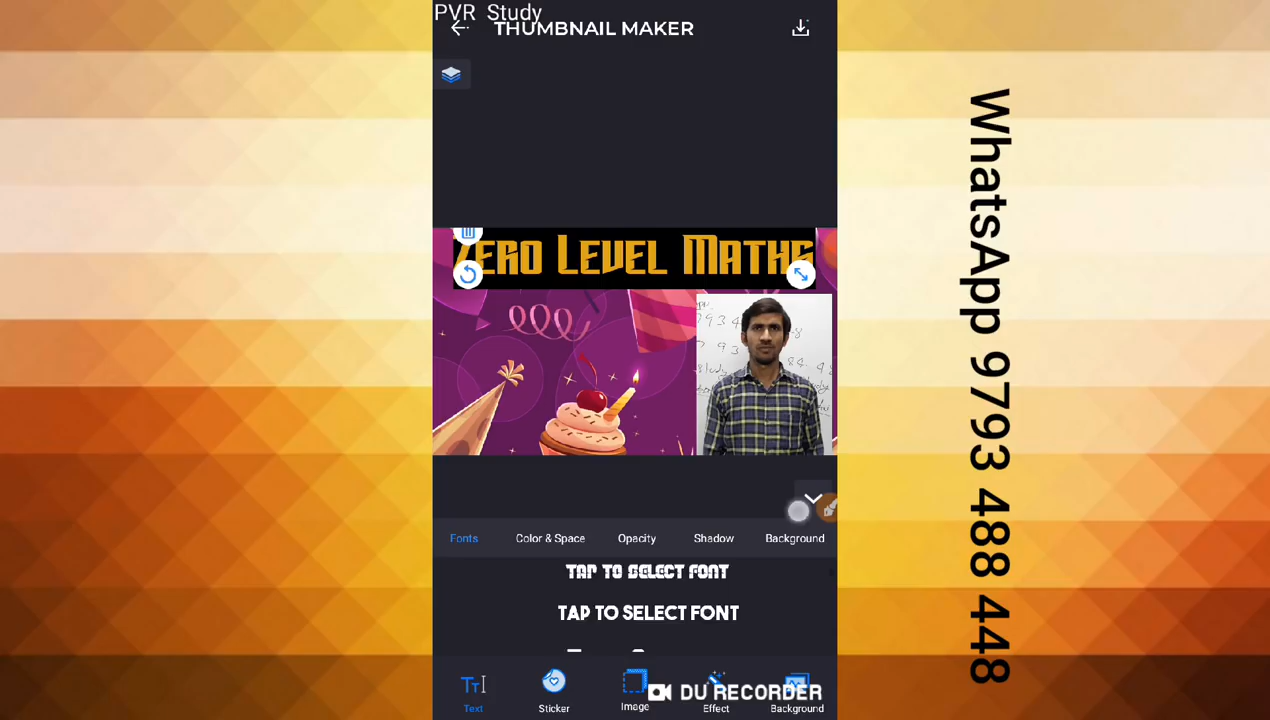 PVR Study
THUMBNAIL MAKER
Zero Level Maths
Fonts
Color & Space
Opacity
Shadow
Background
TAP TO SELECT FONT
TAP TO SELECT FONT
Text
Sticker
Image
Effect
Background
DU RECORDER
WhatsApp 9793 488 448